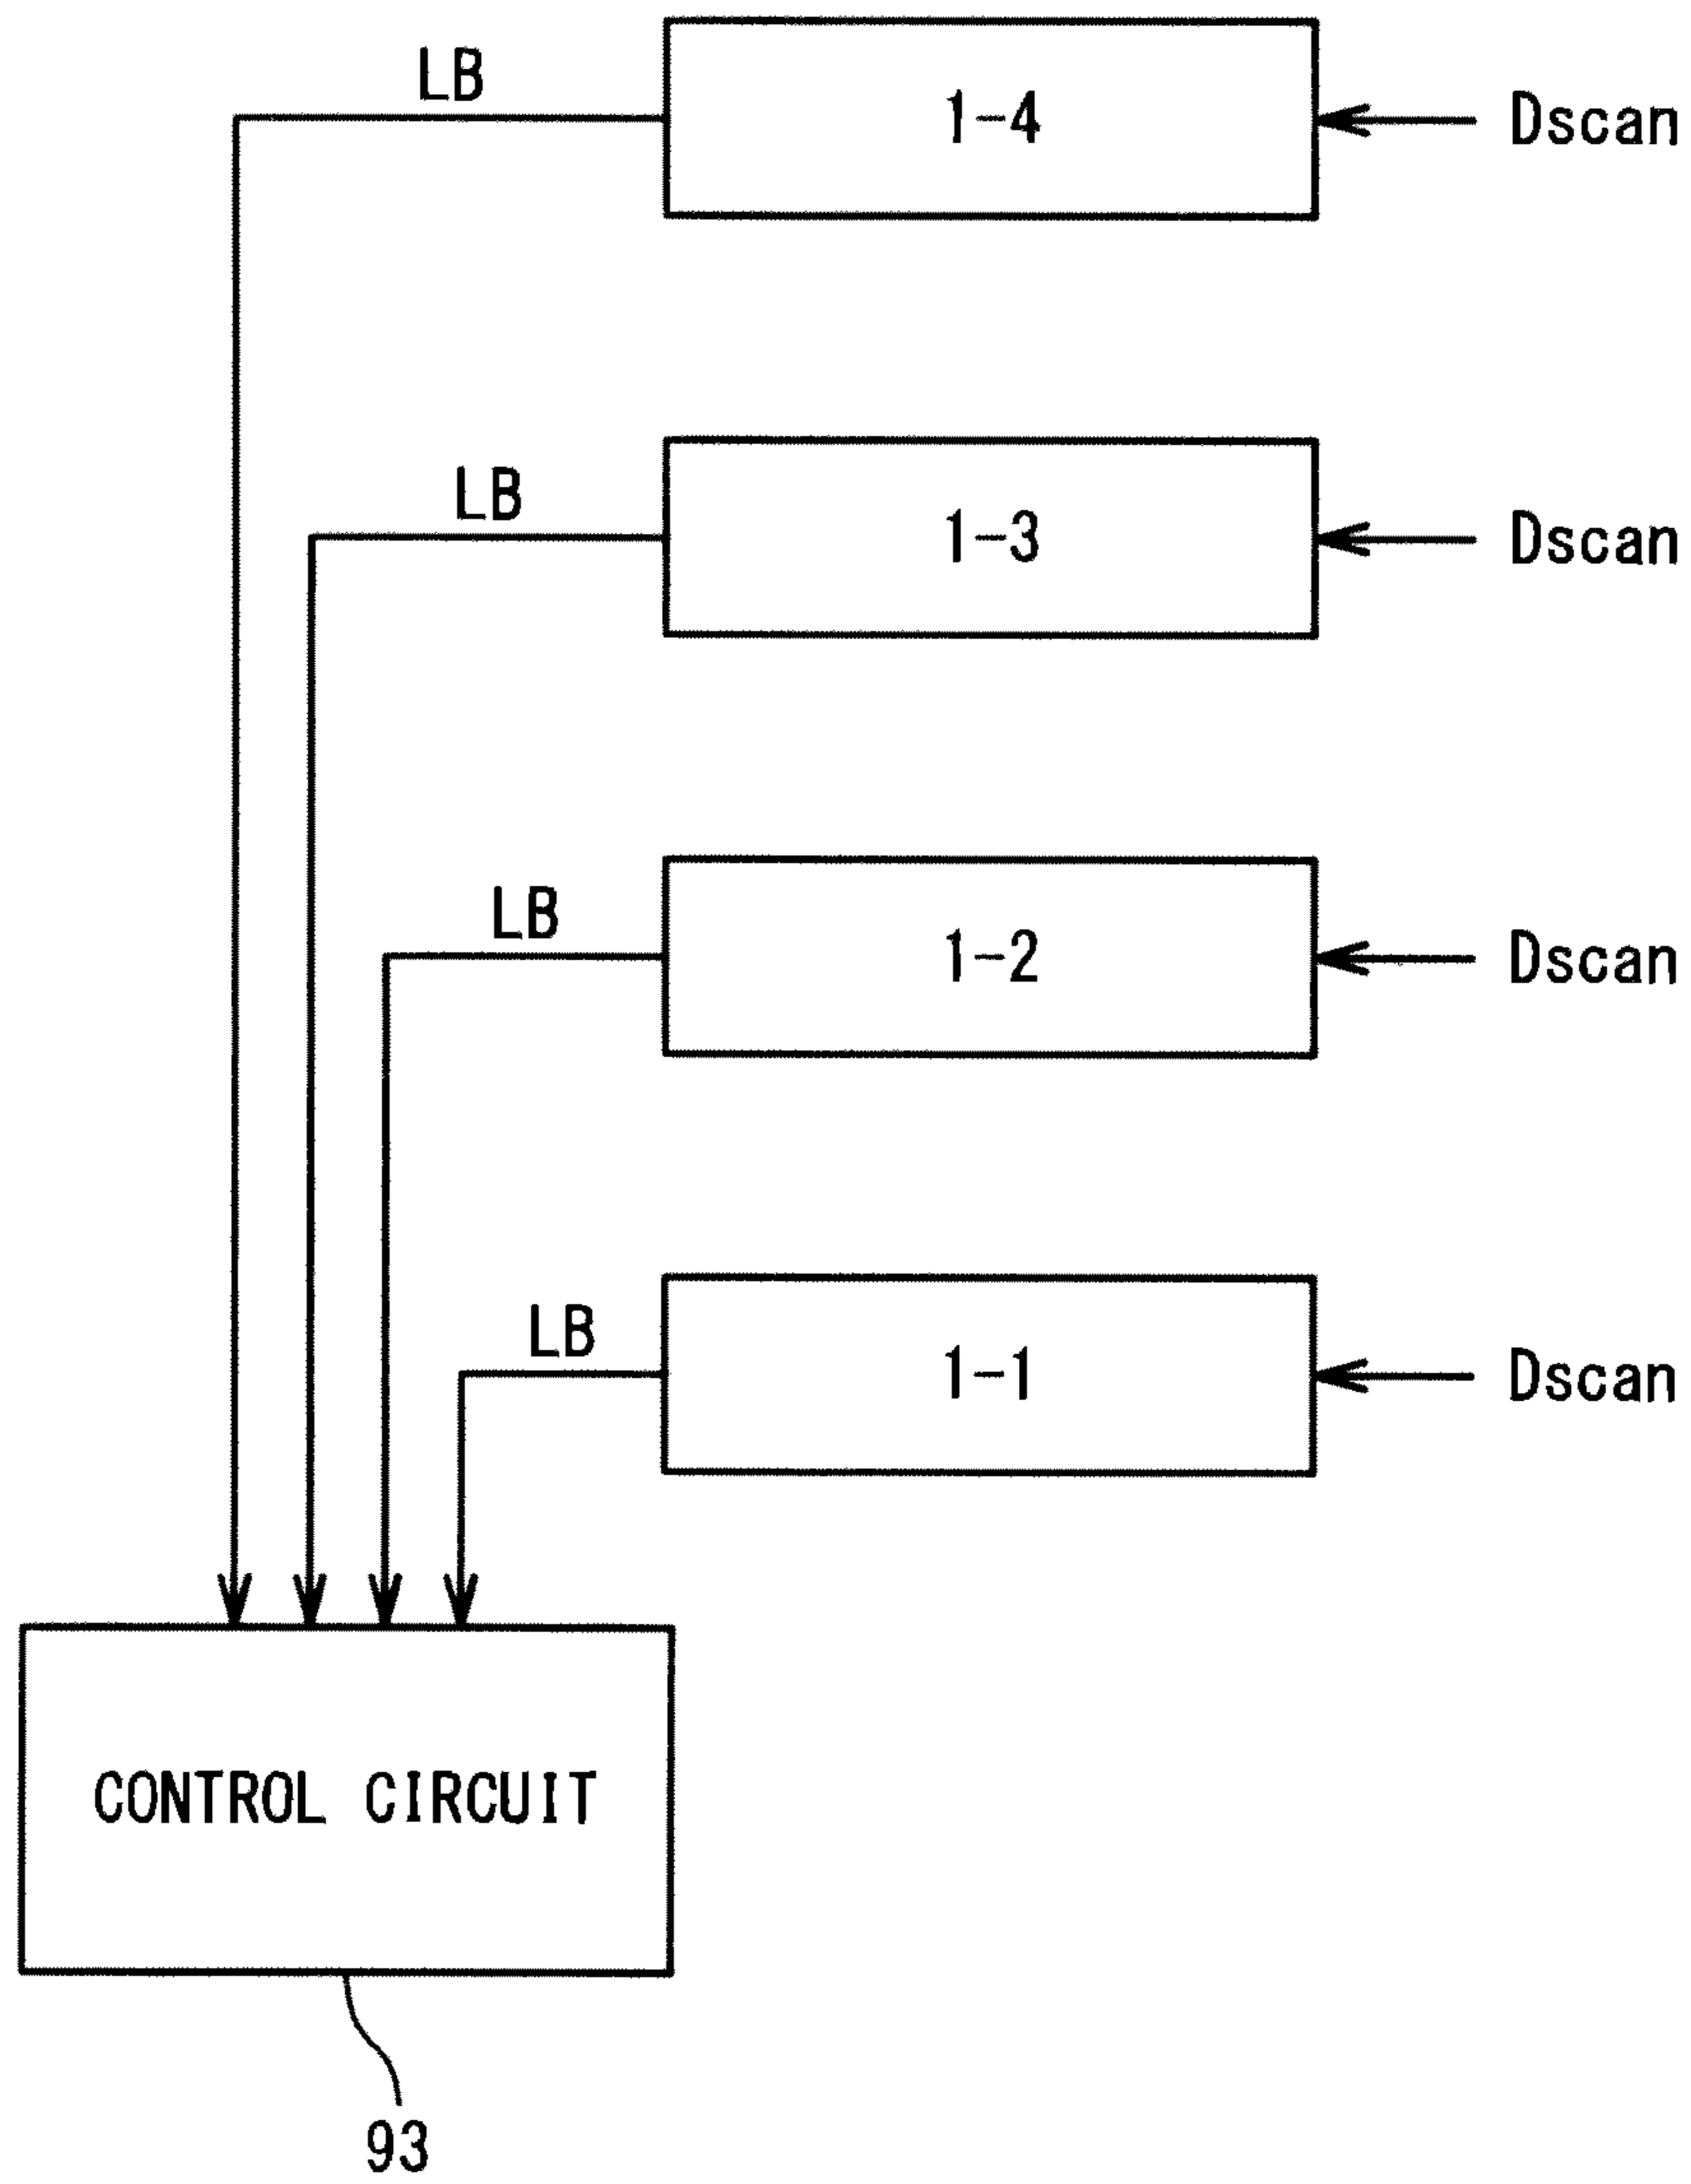 LB
1-4
Dscan
LB
1-3
Dscan
LB
1-2
Dscan
LB
1-1
Dscan
CONTROL CIRCUIT
93